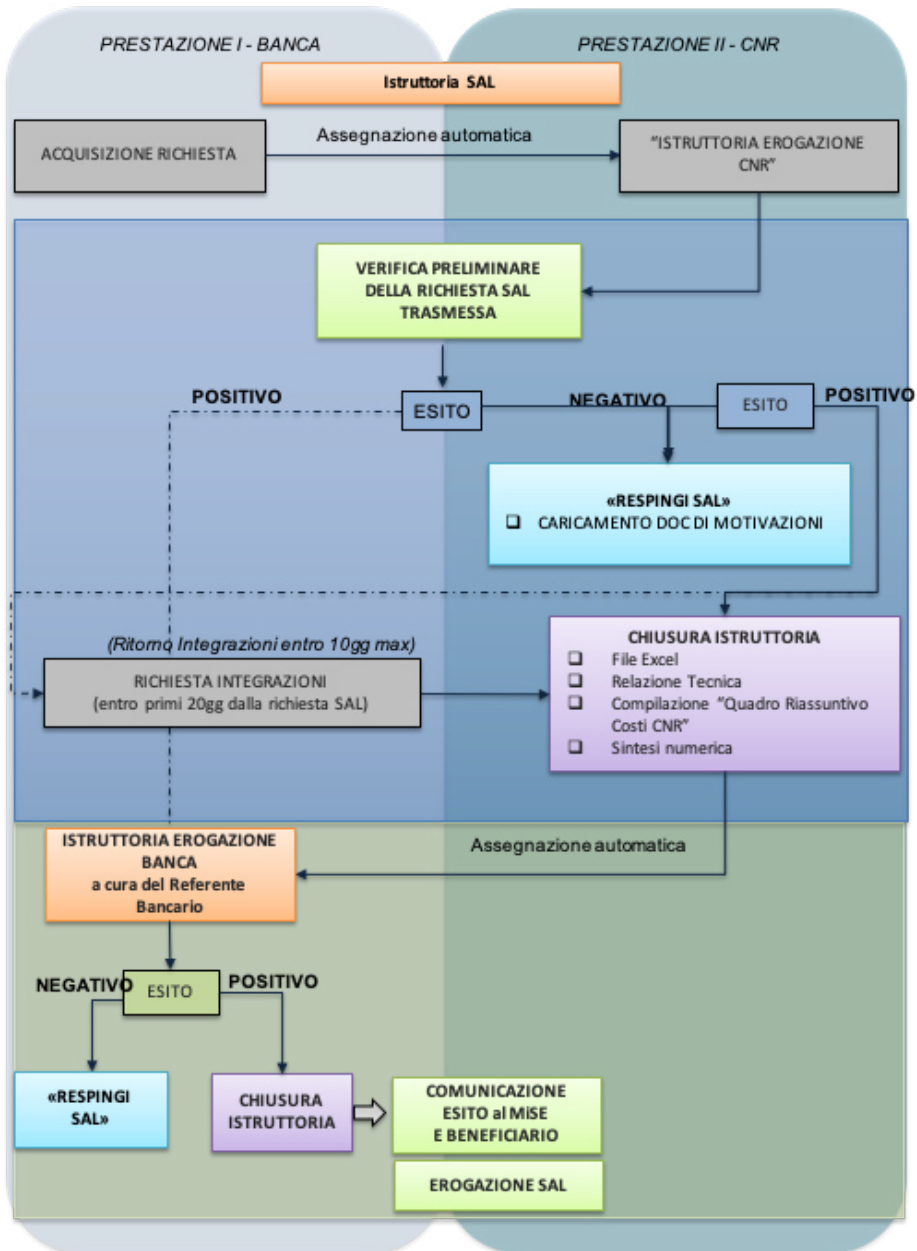 PRESTAZIONE I - BANCA
PRESTAZIONE II - CNR
Istruttoria SAL
ACQUISIZIONE RICHIESTA
Assegnazione automatica
"ISTRUTTORIA EROGAZIONE
CNR"
VERIFICA PRELIMINARE
DELLA RICHIESTA SAL
TRASMESSA
POSITIVO
ESITO
NEGATIVO
ESITO
POSITIVO
«RESPINGI SAL»
CARICAMENTO DOC DI MOTIVAZIONI
(Ritorno Integrazioni entro 10gg max)
RICHIESTA INTEGRAZIONI
(entro primi 20gg dalla richiesta SAL)
CHIUSURA ISTRUTTORIA
File Excel
Relazione Tecnica
Compilazione "Quadro Riassuntivo
Costi CNR"
Sintesi numerica
ISTRUTTORIA EROGAZIONE
BANCA
a cura del Referente
Bancario
Assegnazione automatica
NEGATIVO
ESITO
POSITIVO
«RESPINGI
SAL»
CHIUSURA
ISTRUTTORIA
COMUNICAZIONE
ESITO al MiSE
E BENEFICIARIO
EROGAZIONE SAL